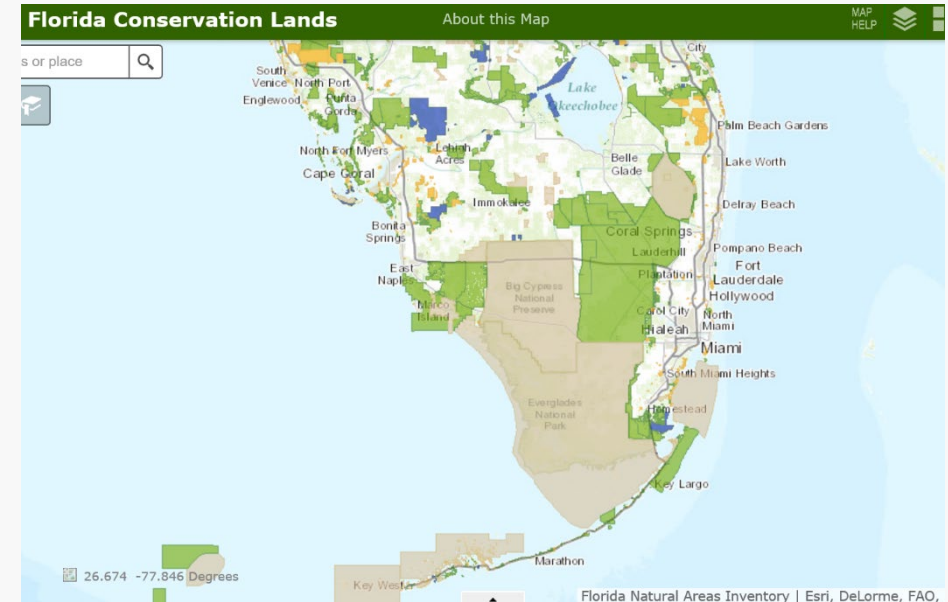 Florida Conservation Lands
About this Map
MAP
HELP
s or place
City
South
Venice
North Port
Englewood
Punta
Gorda
Lake
Okeechobee
Palm Beach Gardens
North Fort Myers
Lehigh
Acres
Belle
Glade
Lake Worth
Cape Coral
Immokalee
Delray Beach
Bonita
Springs
Coral Springs
Lauderhill
Pompano Beach
East
Naples
Plantation
Fort
Lauderdale
Big Cypress
National
Preserve
Hollywood
Marco
Island
Carol City
North
Miami
Hialeah
Miami
South Miami Heights
Everglades
National
Park
Homestead
Key Largo
Marathon
26.674 -77.846 Degrees
Key West
Florida Natural Areas Inventory | Esri, DeLorme, FAO,